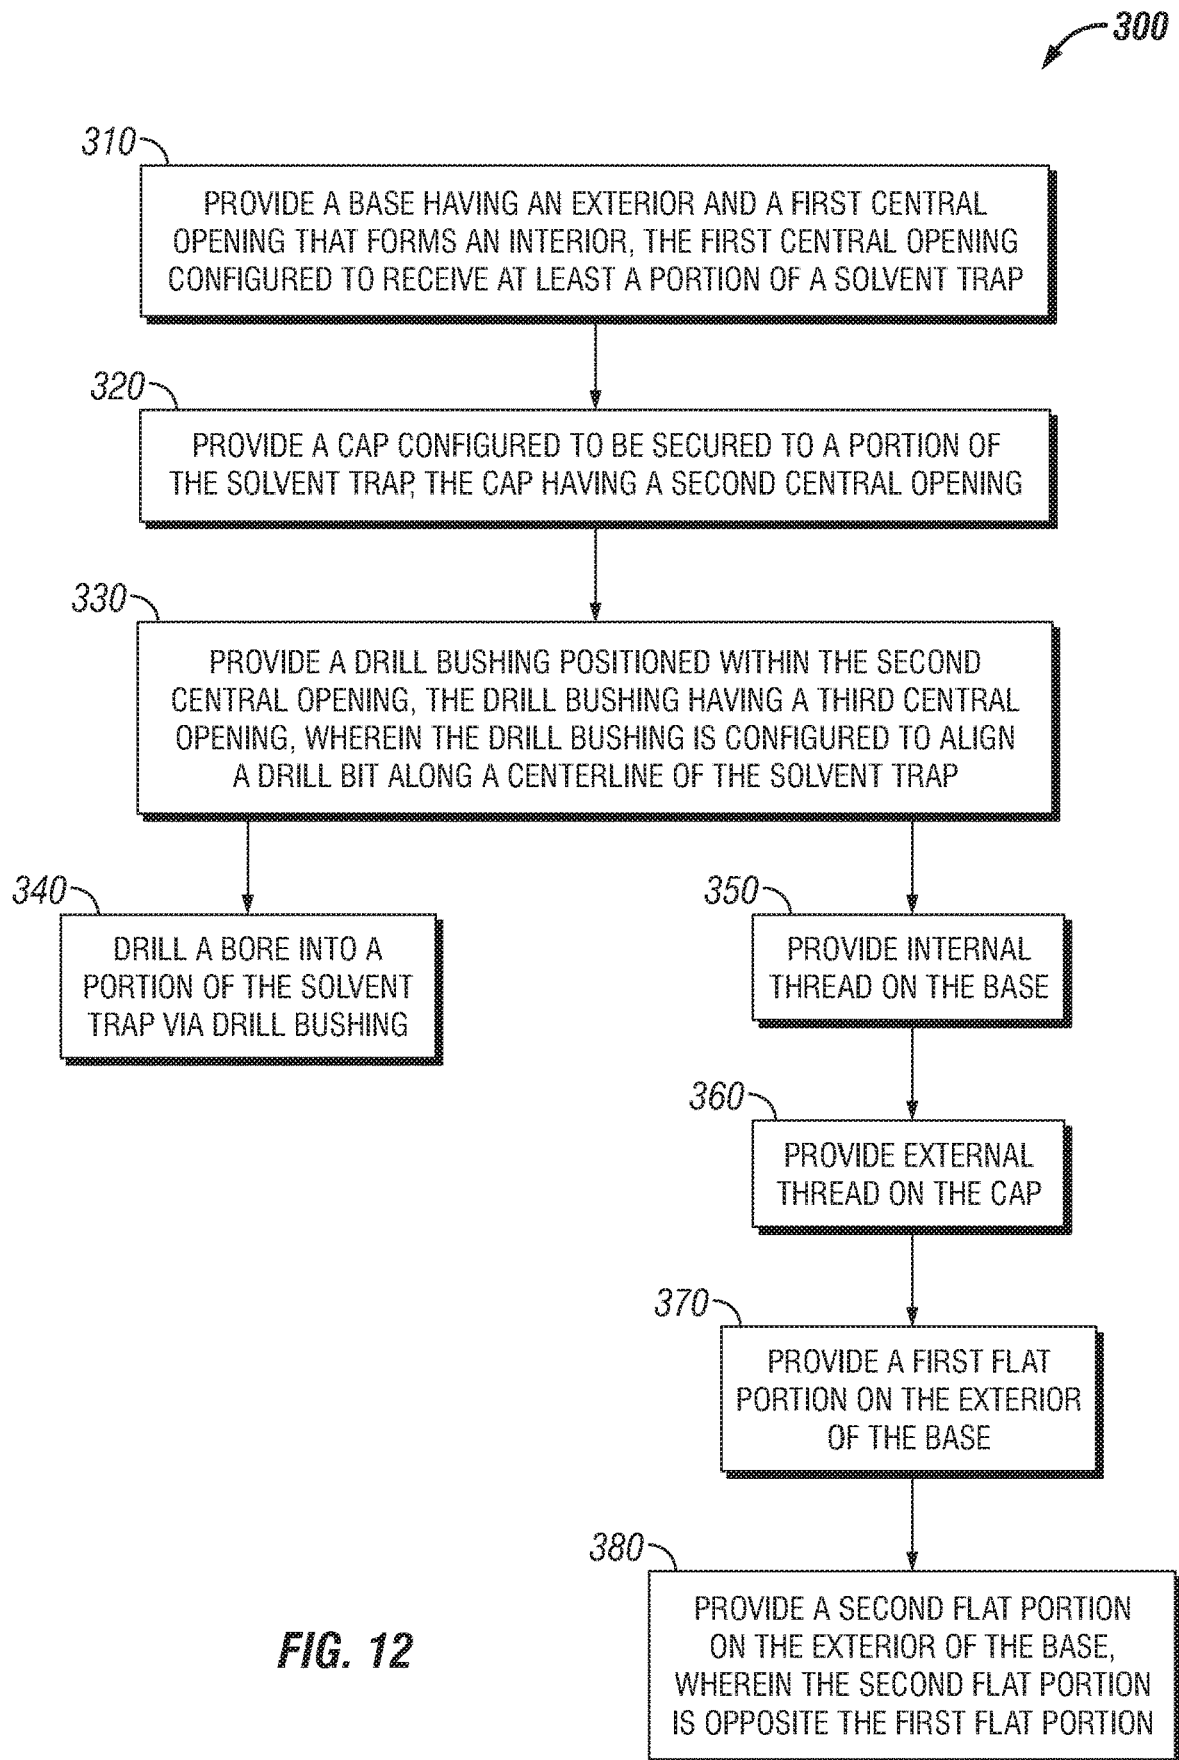 300
310
PROVIDE A BASE HAVING AN EXTERIOR AND A FIRST CENTRAL
OPENING THAT FORMS AN INTERIOR, THE FIRST CENTRAL OPENING
CONFIGURED TO RECEIVE AT LEAST A PORTION OF A SOLVENT TRAP
320
PROVIDE A CAP CONFIGURED TO BE SECURED TO A PORTION OF
THE SOLVENT TRAP, THE CAP HAVING A SECOND CENTRAL OPENING
330
PROVIDE A DRILL BUSHING POSITIONED WITHIN THE SECOND
CENTRAL OPENING, THE DRILL BUSHING HAVING A THIRD CENTRAL
OPENING, WHEREIN THE DRILL BUSHING IS CONFIGURED TO ALIGN
A DRILL BIT ALONG A CENTERLINE OF THE SOLVENT TRAP
340
DRILL A BORE INTO A
PORTION OF THE SOLVENT
TRAP VIA DRILL BUSHING
350
PROVIDE INTERNAL
THREAD ON THE BASE
360
PROVIDE EXTERNAL
THREAD ON THE CAP
370
PROVIDE A FIRST FLAT
PORTION ON THE EXTERIOR
OF THE BASE
380
PROVIDE A SECOND FLAT PORTION
ON THE EXTERIOR OF THE BASE,
WHEREIN THE SECOND FLAT PORTION
IS OPPOSITE THE FIRST FLAT PORTION
FIG. 12